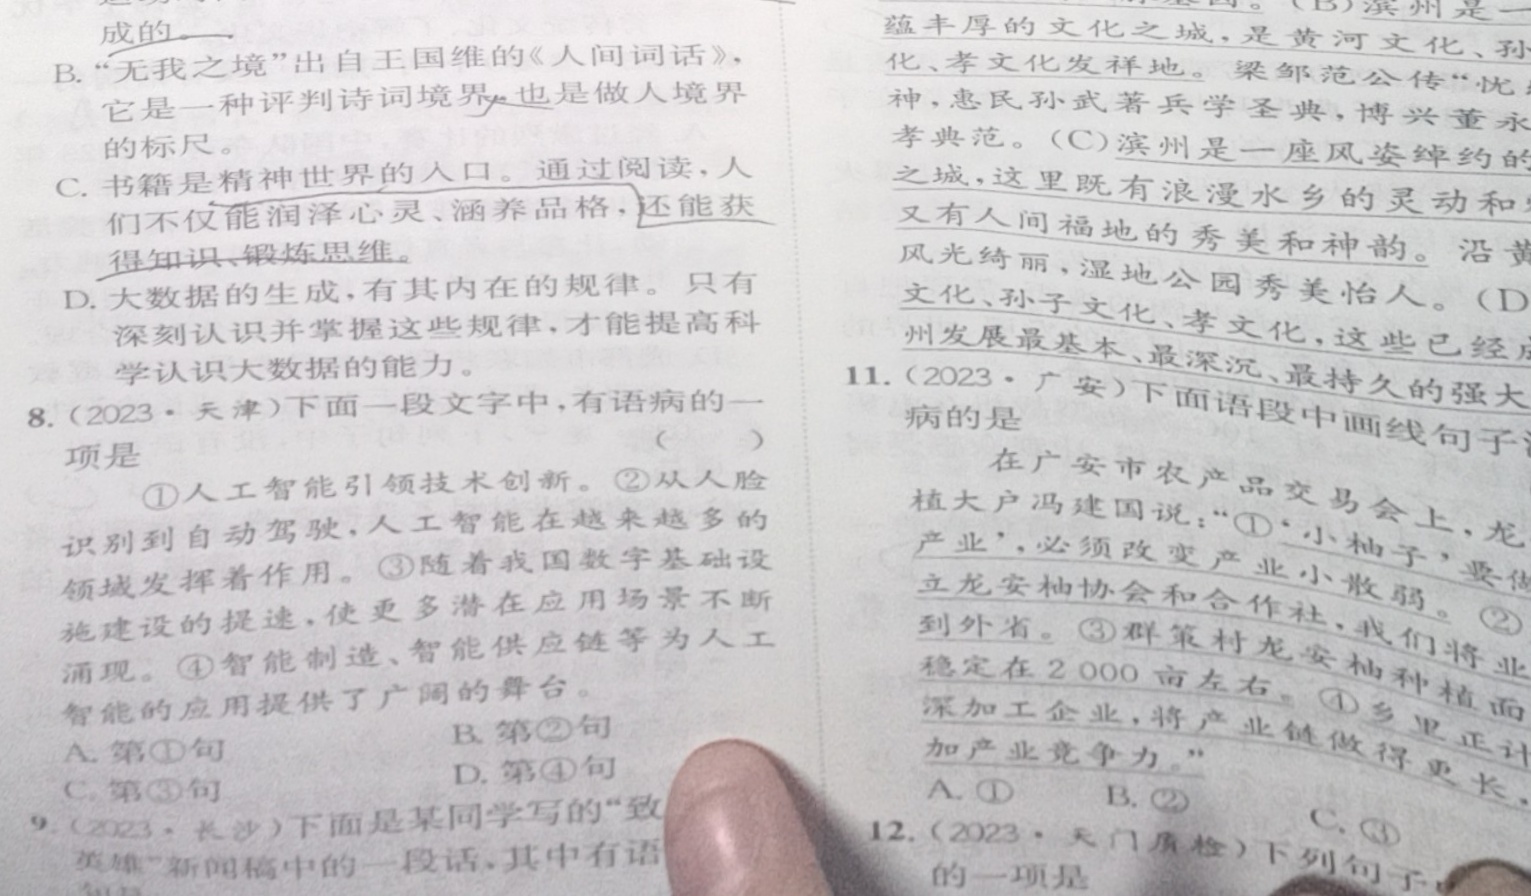 成的。
B. “无我之境”出自王国维的《人间词话》，
它是一种评判诗词境界，也是做人境界
的标尺。
C. 书籍是精神世界的入口。通过阅读，人
们不仅能润泽心灵、涵养品格，还能获
得知识、锻炼思维。
D. 大数据的生成，有其内在的规律。只有
深刻认识并掌握这些规律，才能提高科
学认识大数据的能力。
8. （2023·天津）下面一段文字中，有语病的一
项是 （ ）
①人工智能引领技术创新。②从人脸
识别到自动驾驶，人工智能在越来越多的
领域发挥着作用。③随着我国数字基础设
施建设的提速，使更多潜在应用场景不断
涌现。④智能制造、智能供应链等为人工
智能的应用提供了广阔的舞台。
A. 第①句 B. 第②句
C. 第③句 D. 第④句
9. （2023·长沙）下面是某同学写的“致
英雄”新闻稿中的一段话，其中有语
（B）滨州是一
蕴丰厚的文化之城，是黄河文化、孙
化、孝文化发祥地。梁邹范公传“忧
神，惠民孙武著兵学圣典，博兴董永
孝典范。（C）滨州是一座风姿绰约的
之城，这里既有浪漫水乡的灵动和
又有人间福地的秀美和神韵。沿黄
风光绮丽，湿地公园秀美怡人。（D
文化、孙子文化、孝文化，这些已经
州发展最基本、最深沉、最持久的强大
11. （2023·广安）下面语段中画线句子
病的是
在广安市农产品交易会上，龙
植大户冯建国说：“①‘小柚子’要
产业’，必须改变产业小散弱。②
立龙安柚协会和合作社，我们将业
到外省。③群策村龙安柚种植面
稳定在2 000亩左右。④乡里正计
深加工企业，将产业链做得更长，
加产业竞争力。”
A. ① B. ② C. ③
12. （2023·天门质检）下列句子，
的一项是